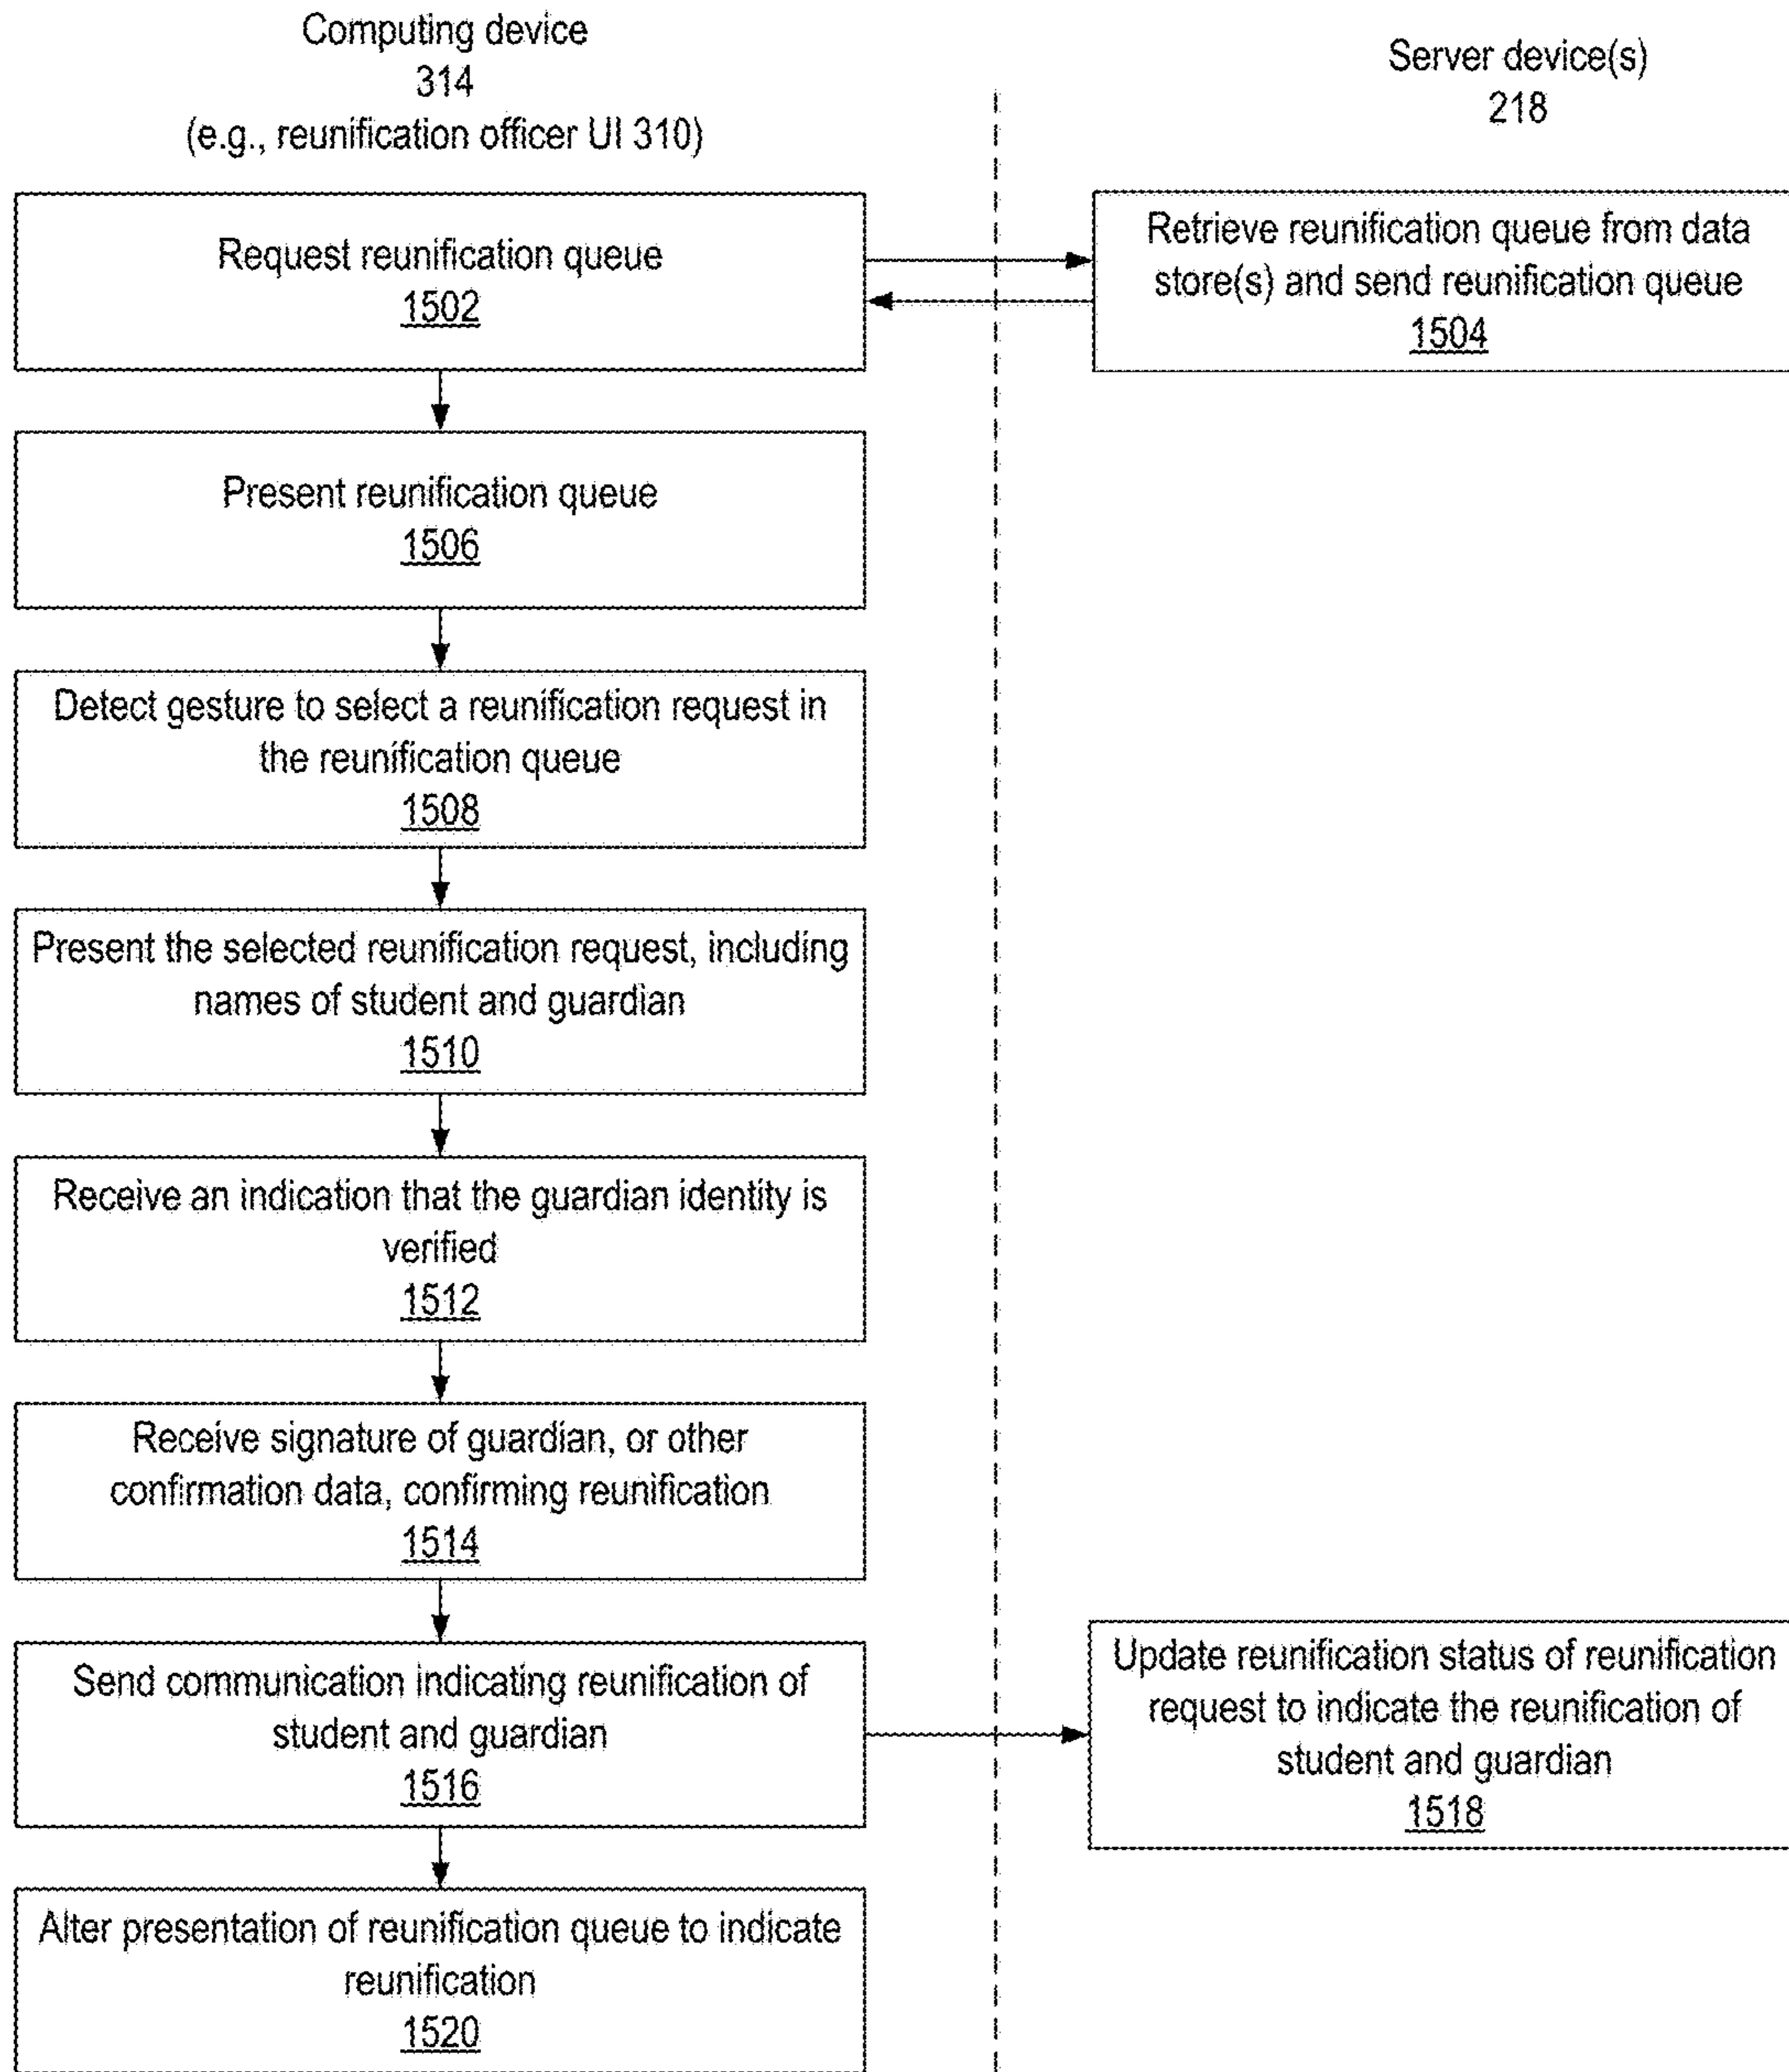 Computing device
314
(e.g., reunification officer UI 310)
Server device(s)
218
Request reunification queue
1502
Retrieve reunification queue from data
store(s) and send reunification queue
1504
Present reunification queue
1506
Detect gesture to select a reunification request in
the reunification queue
1508
Present the selected reunification request, including
names of student and guardian
1510
Receive an indication that the guardian identity is
verified
1512
Receive signature of guardian, or other
confirmation data, confirming reunification
1514
Send communication indicating reunification of
student and guardian
1516
Update reunification status of reunification
request to indicate the reunification of
student and guardian
1518
Alter presentation of reunification queue to indicate
reunification
1520